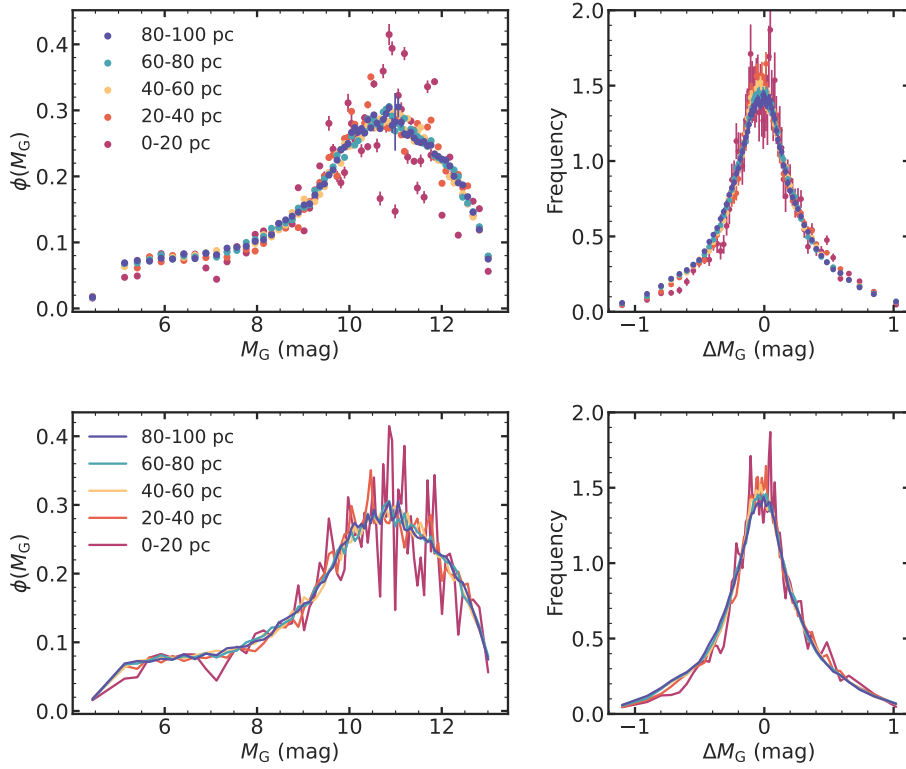 0.4
0.3
0.2
0.1
0.0
ϕ(M_G)
80-100 pc
60-80 pc
40-60 pc
20-40 pc
0-20 pc
6 8 10 12
M_G (mag)
2.0
1.5
1.0
0.5
0.0
Frequency
−1 0 1
ΔM_G (mag)
0.4
0.3
0.2
0.1
0.0
ϕ(M_G)
80-100 pc
60-80 pc
40-60 pc
20-40 pc
0-20 pc
6 8 10 12
M_G (mag)
2.0
1.5
1.0
0.5
0.0
Frequency
−1 0 1
ΔM_G (mag)